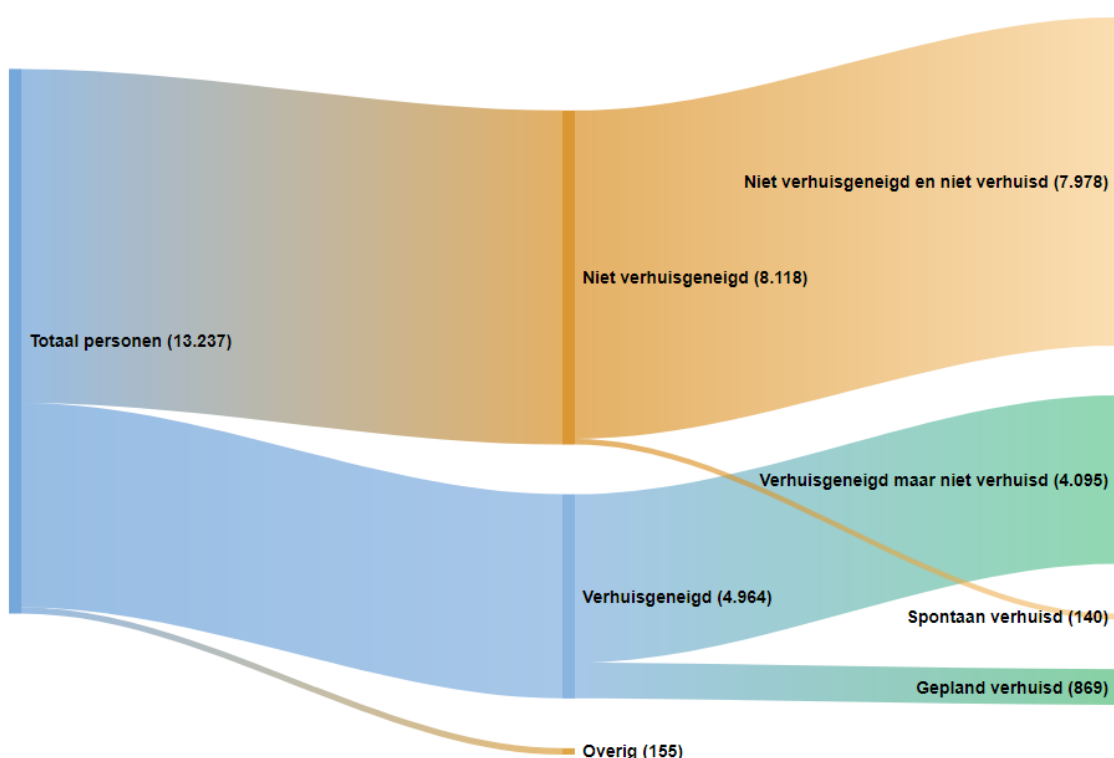 Niet verhuisgeneigd en niet verhuisd (7.978)
Niet verhuisgeneigd (8.118)
Totaal personen (13.237)
Verhuisgeneigd maar niet verhuisd (4.095)
Verhuisgeneigd (4.964)
Spontaan verhuisd (140)
Gepland verhuisd (869)
Overig (155)